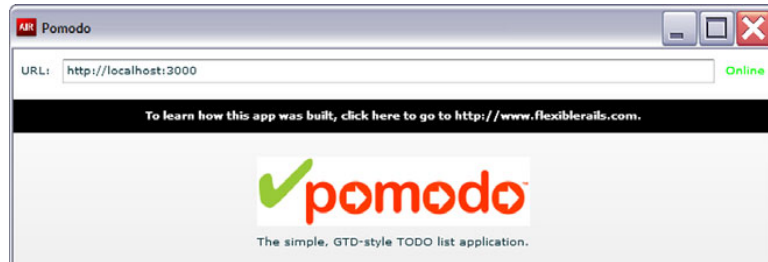 AIR Pomodo
URL: http://localhost:3000 Online
To learn how this app was built, click here to go to http://www.flexiblerails.com.
pomodo™
The simple, GTD-style TODO list application.